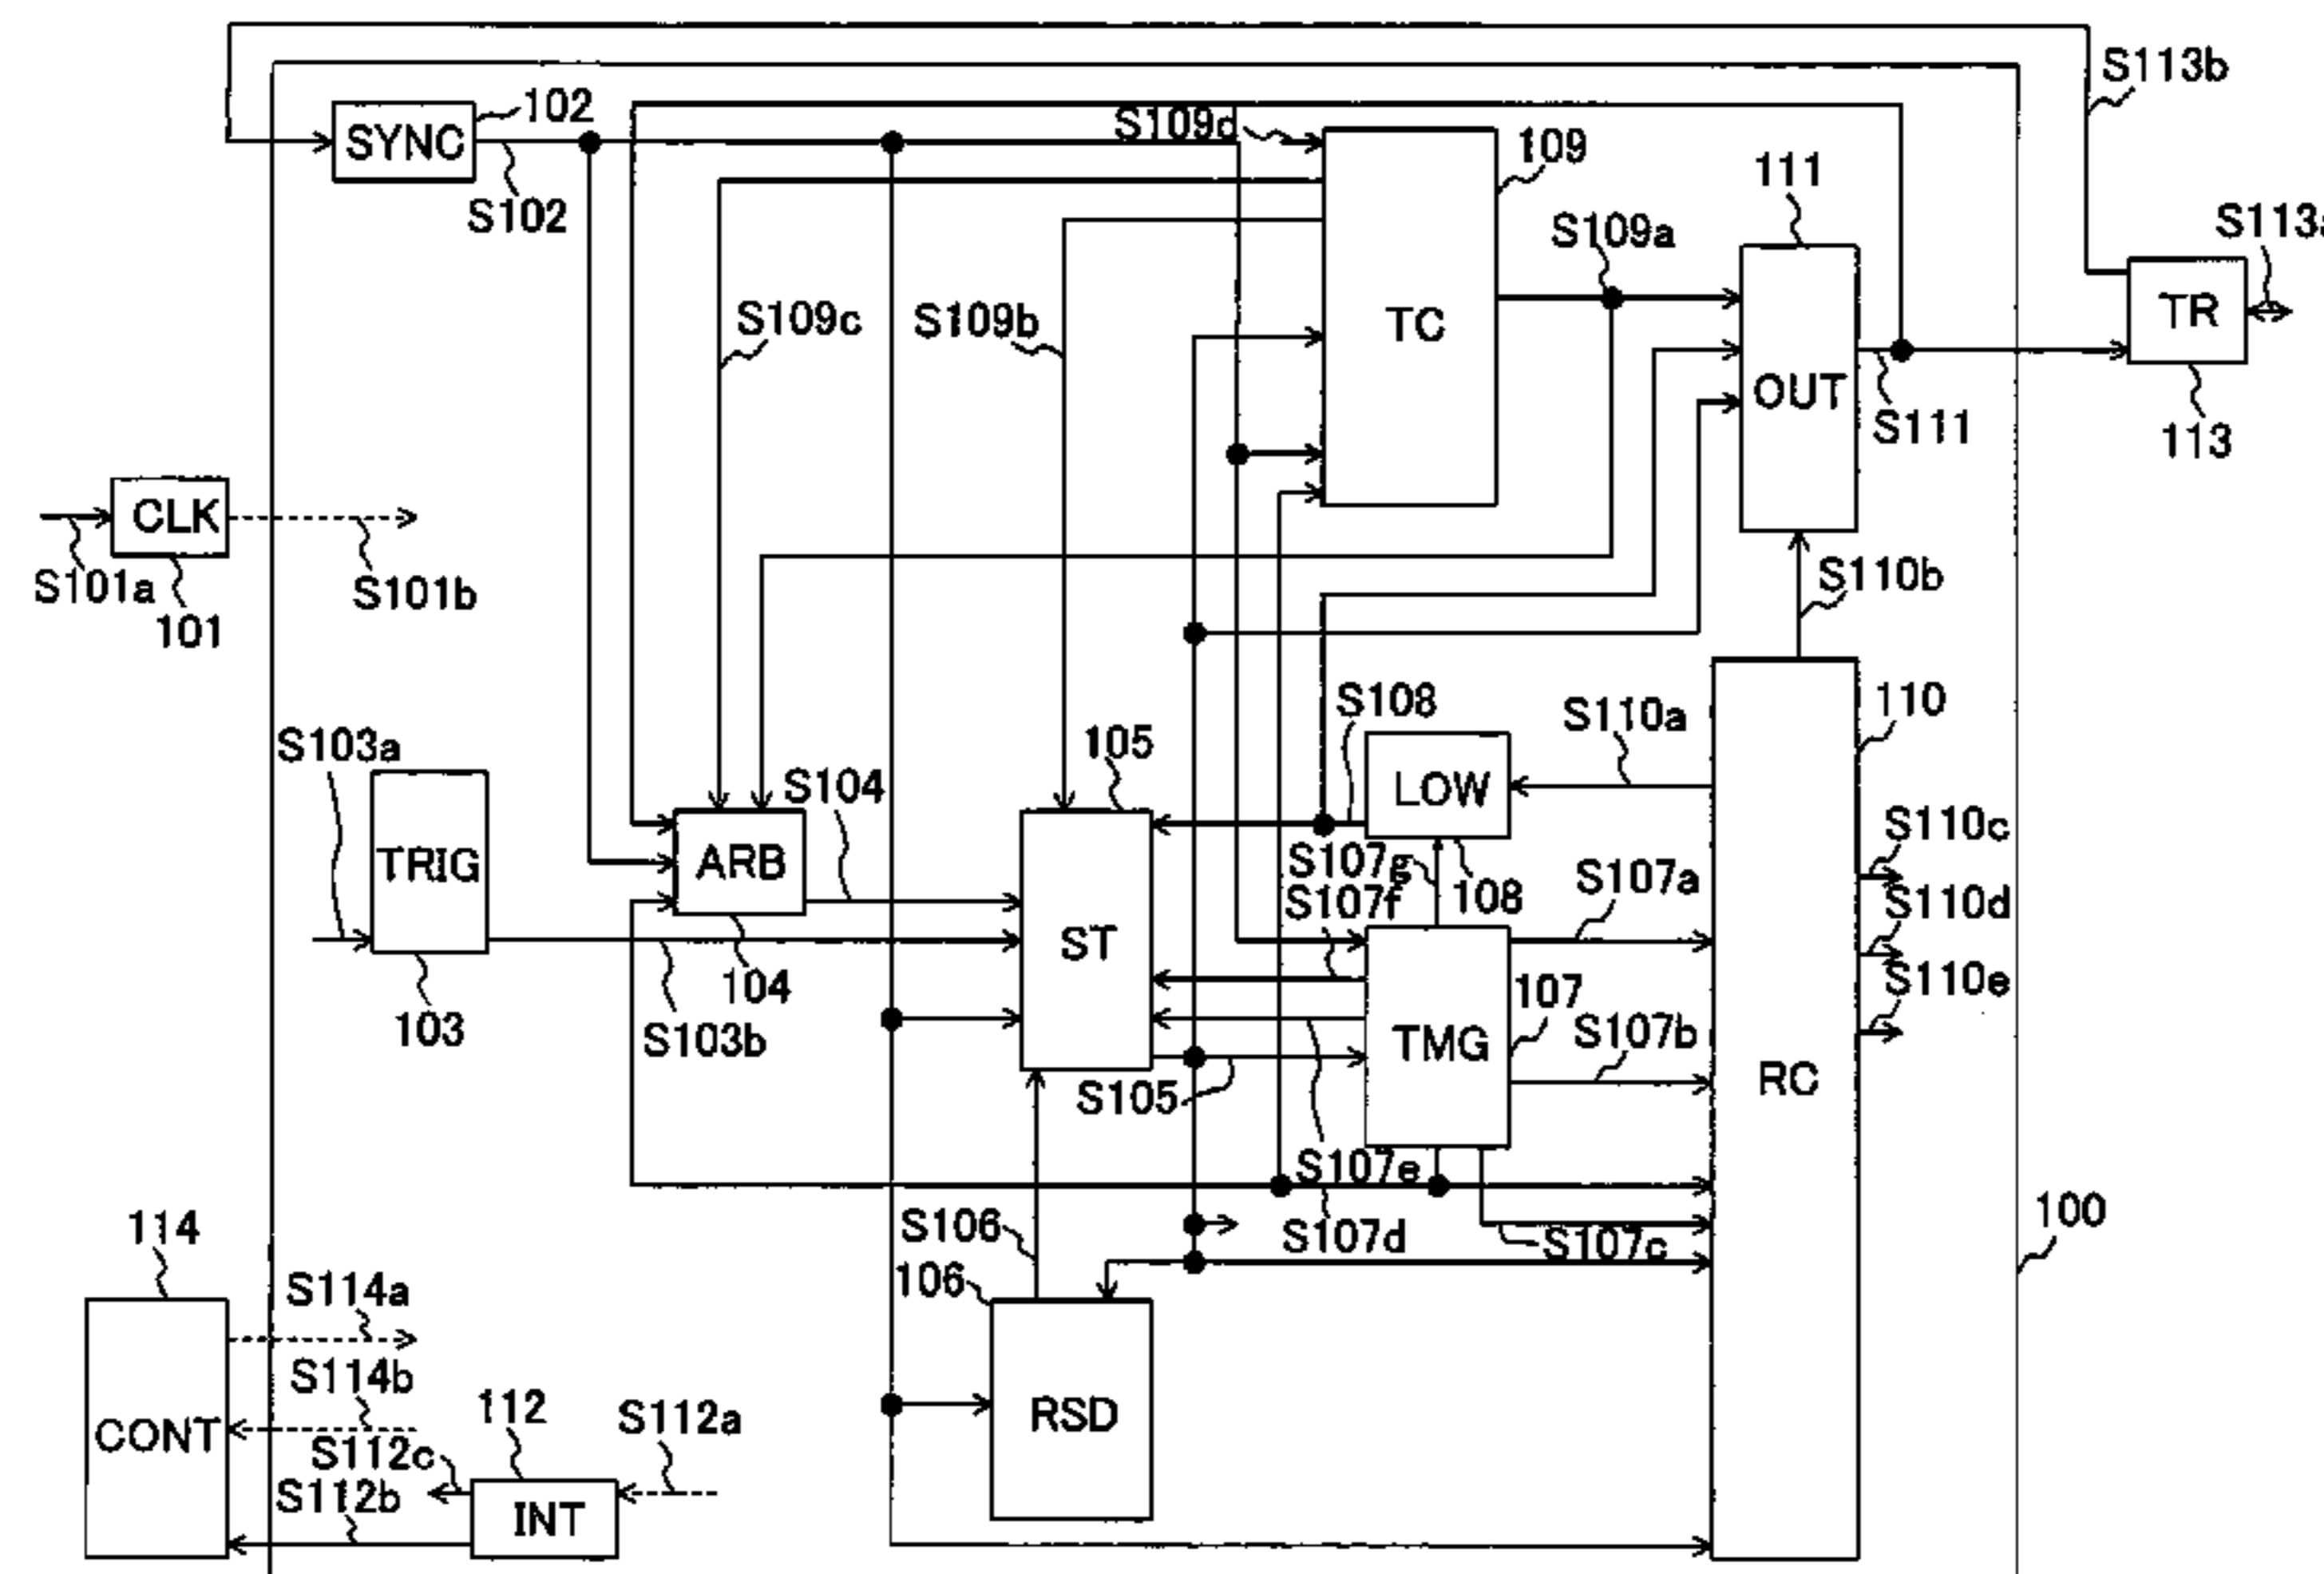 S113b
102
SYNC
S102
S109d
109
111
S109a
S113a
S109c
S109b
TC
TR
OUT
S111
113
CLK
S101a
101
S101b
S110b
S103a
105
S108
S110a
110
TRIG
ARB
S104
LOW
S110c
S107g
S107f
108
S107a
S110d
104
ST
107
S110e
103
S103b
TMG
S107b
RC
S105
S107e
114
S106
S107d
S107c
100
S114a
106
S114b
CONT
112
S112a
RSD
S112c
S112b
INT